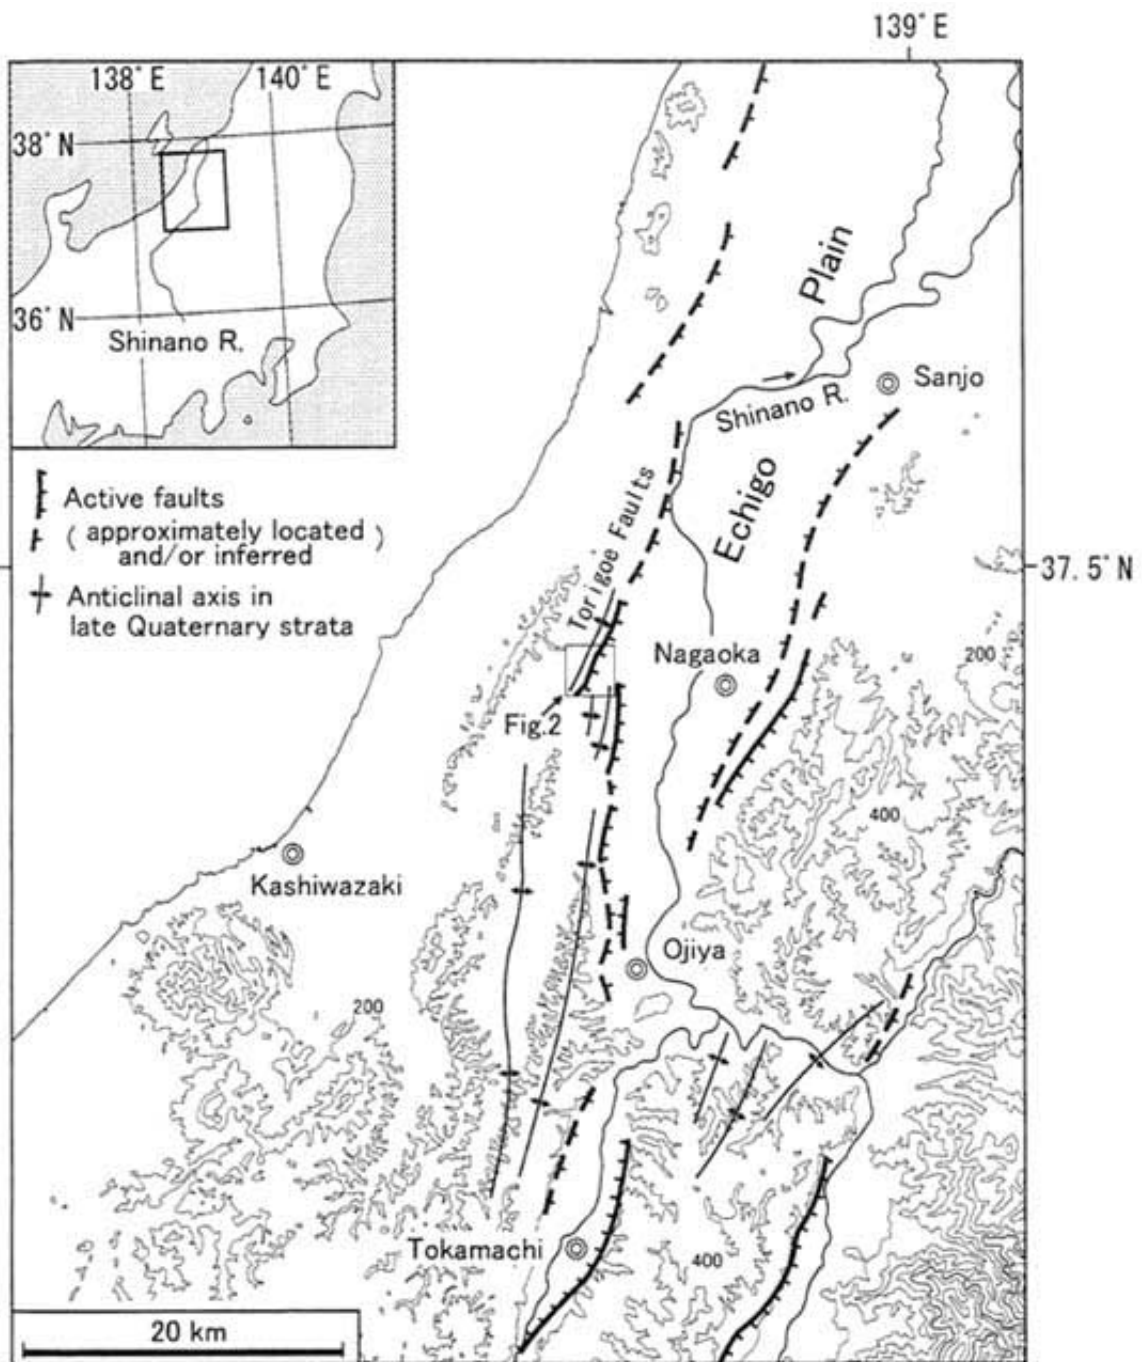 139° E
138° E
140° E
38° N
36° N
Shinano R.
Plain
Sanjo
Shinano R.
Echigo
Active faults
( approximately located )
and/or inferred
Anticlinal axis in
late Quaternary strata
Torigoe Faults
37.5° N
Nagaoka
200
Fig.2
400
Kashiwazaki
Ojiya
200
Tokamachi
400
20 km